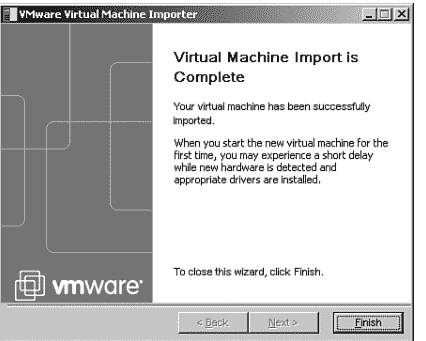 VMware Virtual Machine Importer
Virtual Machine Import is
Complete
Your virtual machine has been successfully
imported.
When you start the new virtual machine for the
first time, you may experience a short delay
while new hardware is detected and
appropriate drivers are installed.
To close this wizard, click Finish.
vmware
< Back
Next >
Finish